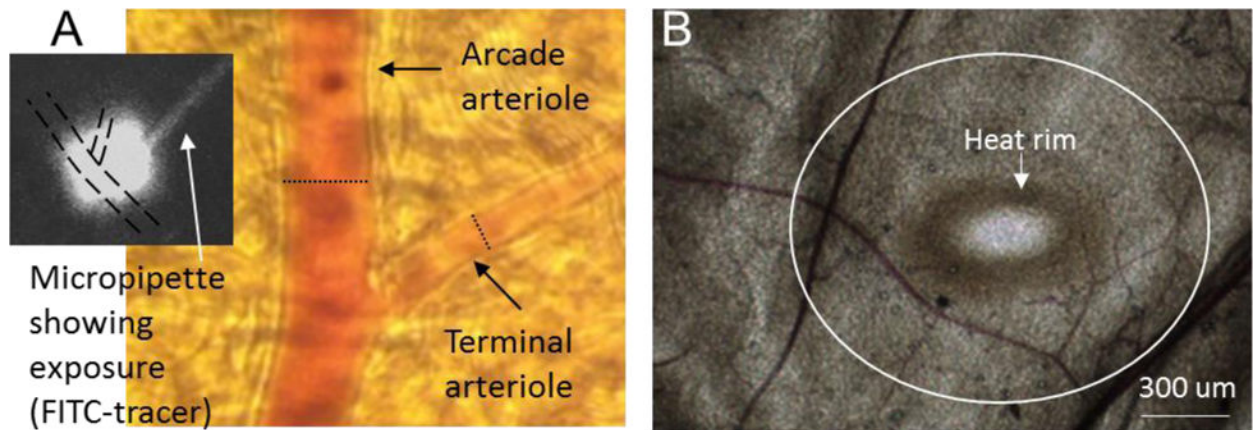 A
Arcade
arteriole
Micropipette
showing
exposure
(FITC-tracer)
Terminal
arteriole
B
Heat rim
300 um